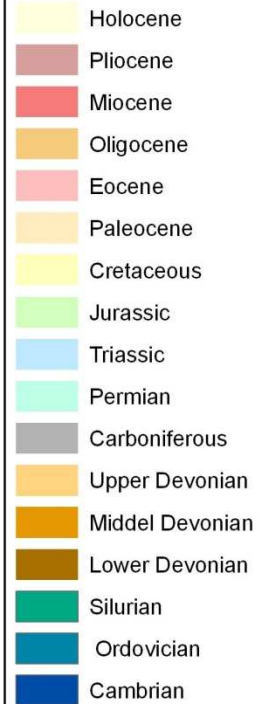 Holocene
Pliocene
Miocene
Oligocene
Eocene
Paleocene
Cretaceous
Jurassic
Triassic
Permian
Carboniferous
Upper Devonian
Middel Devonian
Lower Devonian
Silurian
Ordovician
Cambrian